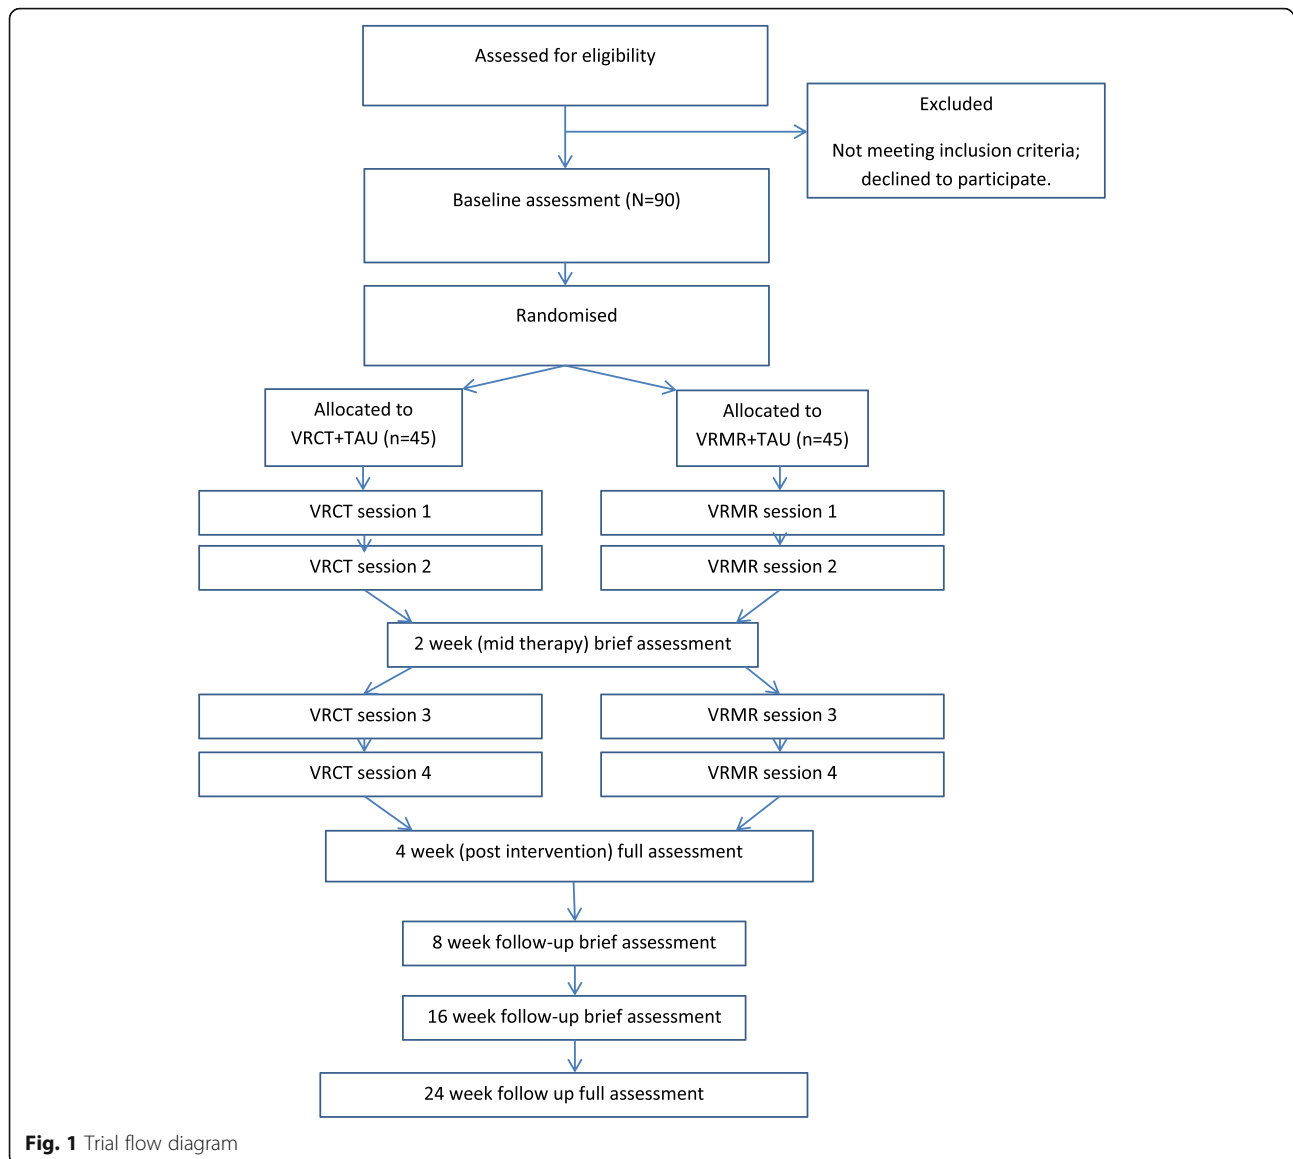 Assessed for eligibility
Excluded
Not meeting inclusion criteria;
declined to participate.
Baseline assessment (N=90)
Randomised
Allocated to
VRCT+TAU (n=45)
Allocated to
VRMR+TAU (n=45)
VRCT session 1
VRMR session 1
VRCT session 2
VRMR session 2
2 week (mid therapy) brief assessment
VRCT session 3
VRMR session 3
VRCT session 4
VRMR session 4
4 week (post intervention) full assessment
8 week follow-up brief assessment
16 week follow-up brief assessment
24 week follow up full assessment
Fig. 1 Trial flow diagram